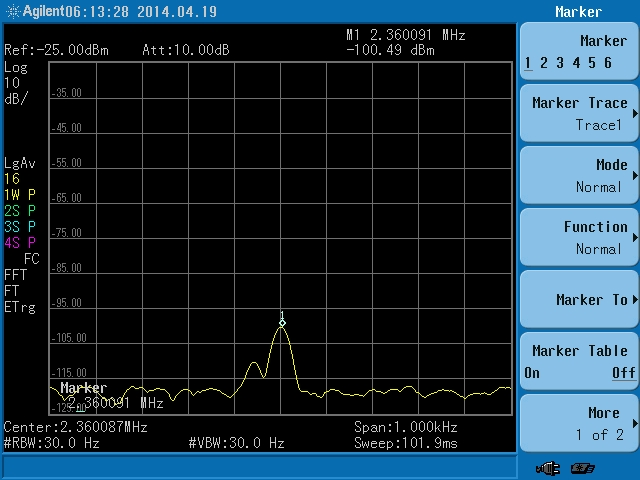 Agilent 06:13:28 2014.04.19
Marker
M1 2.360091 MHz
Ref:-25.00dBm Att:10.00dB -100.49 dBm
Log
10
dB/
-35.00
-45.00
-55.00
LgAv
16
-65.00
1W P
2S P
3S P
-75.00
4S P
FC
FFT
-85.00
FT
ETrg
-95.00
1
-105.00
-115.00
Marker
2.360091 MHz
-125.00
Center:2.360087MHz Span:1.000kHz
#RBW:30.0 Hz #VBW:30.0 Hz Sweep:101.9ms
Marker
1 2 3 4 5 6
Marker Trace
Trace1
Mode
Normal
Function
Normal
Marker To
Marker Table
On Off
More
1 of 2